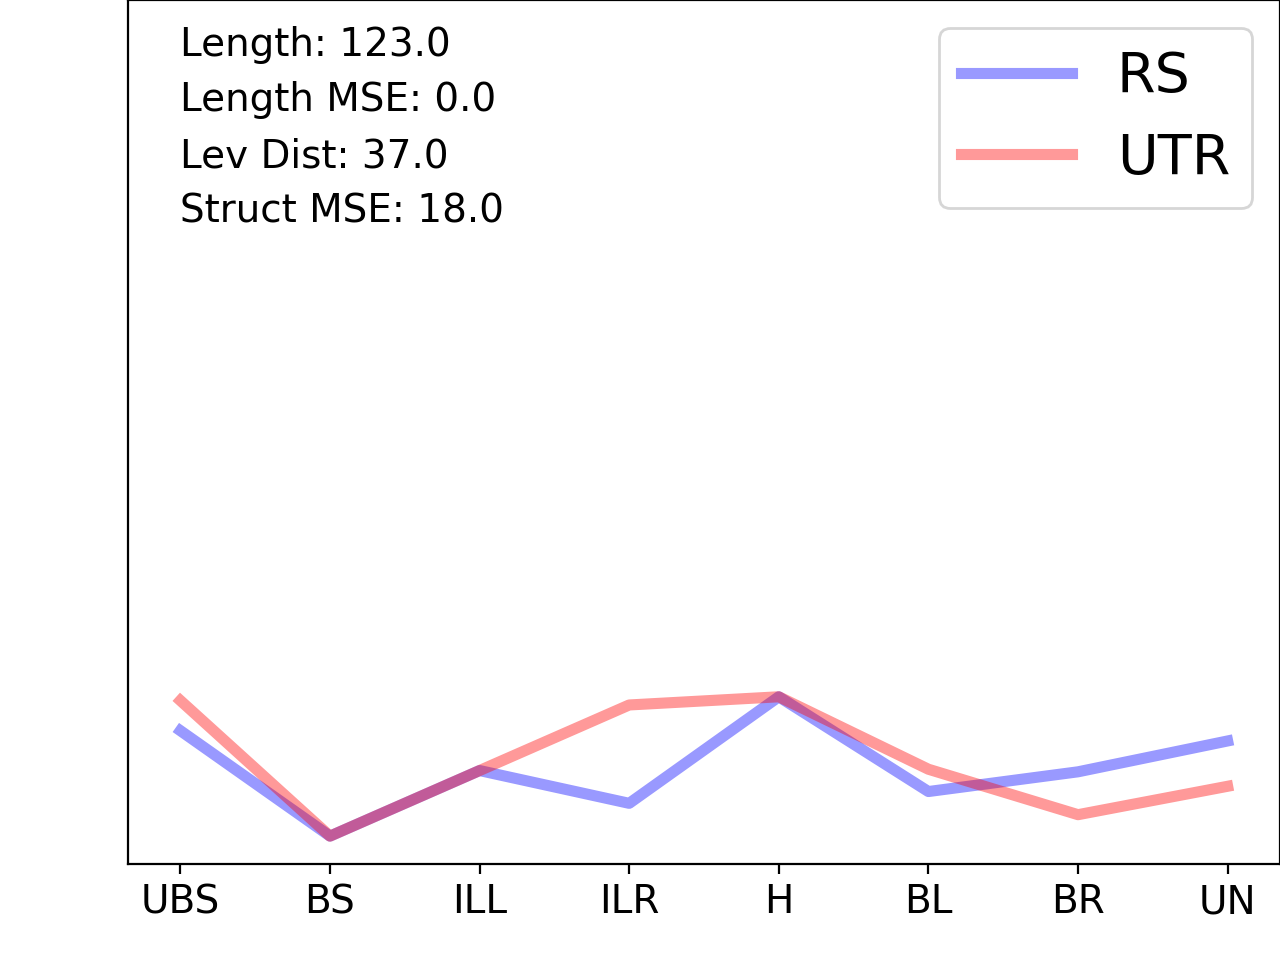 Length: 123.0
Length MSE: 0.0
Lev Dist: 37.0
Struct MSE: 18.0
RS
UTR
UBS BS ILL ILR H BL BR UN